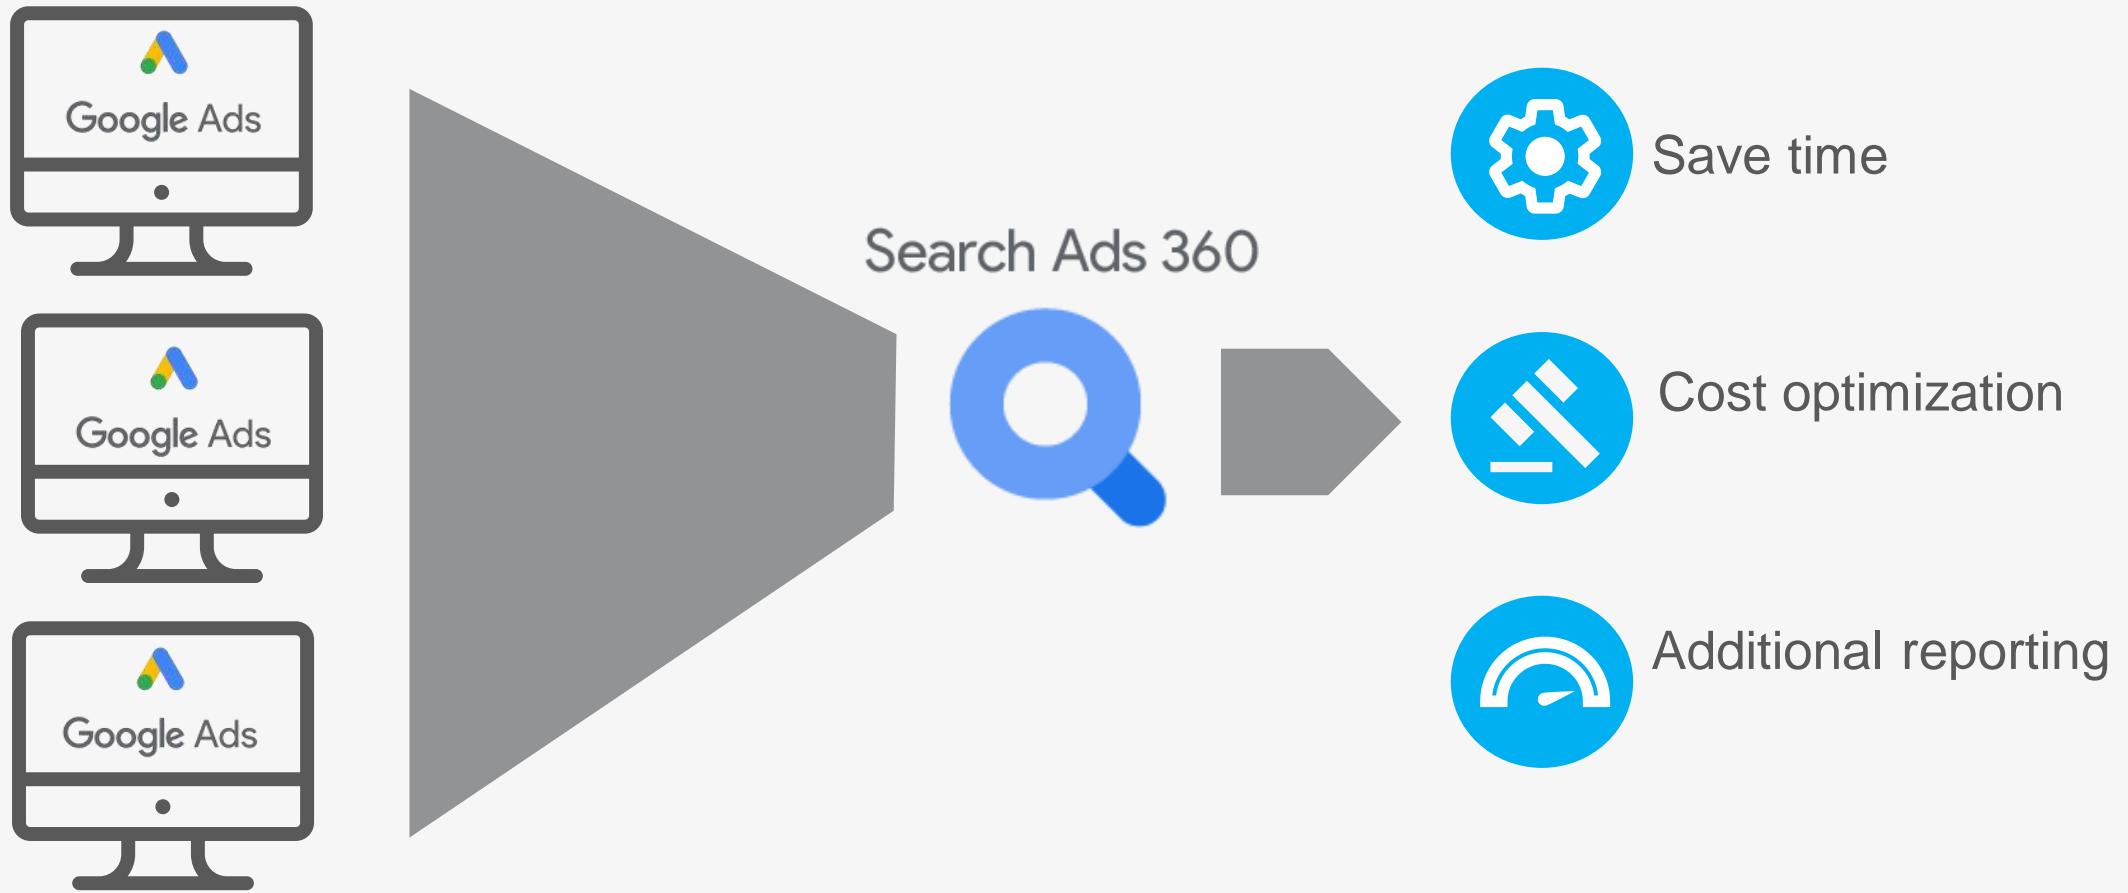 Google Ads
Google Ads
Google Ads
Search Ads 360
Save time
Cost optimization
Additional reporting